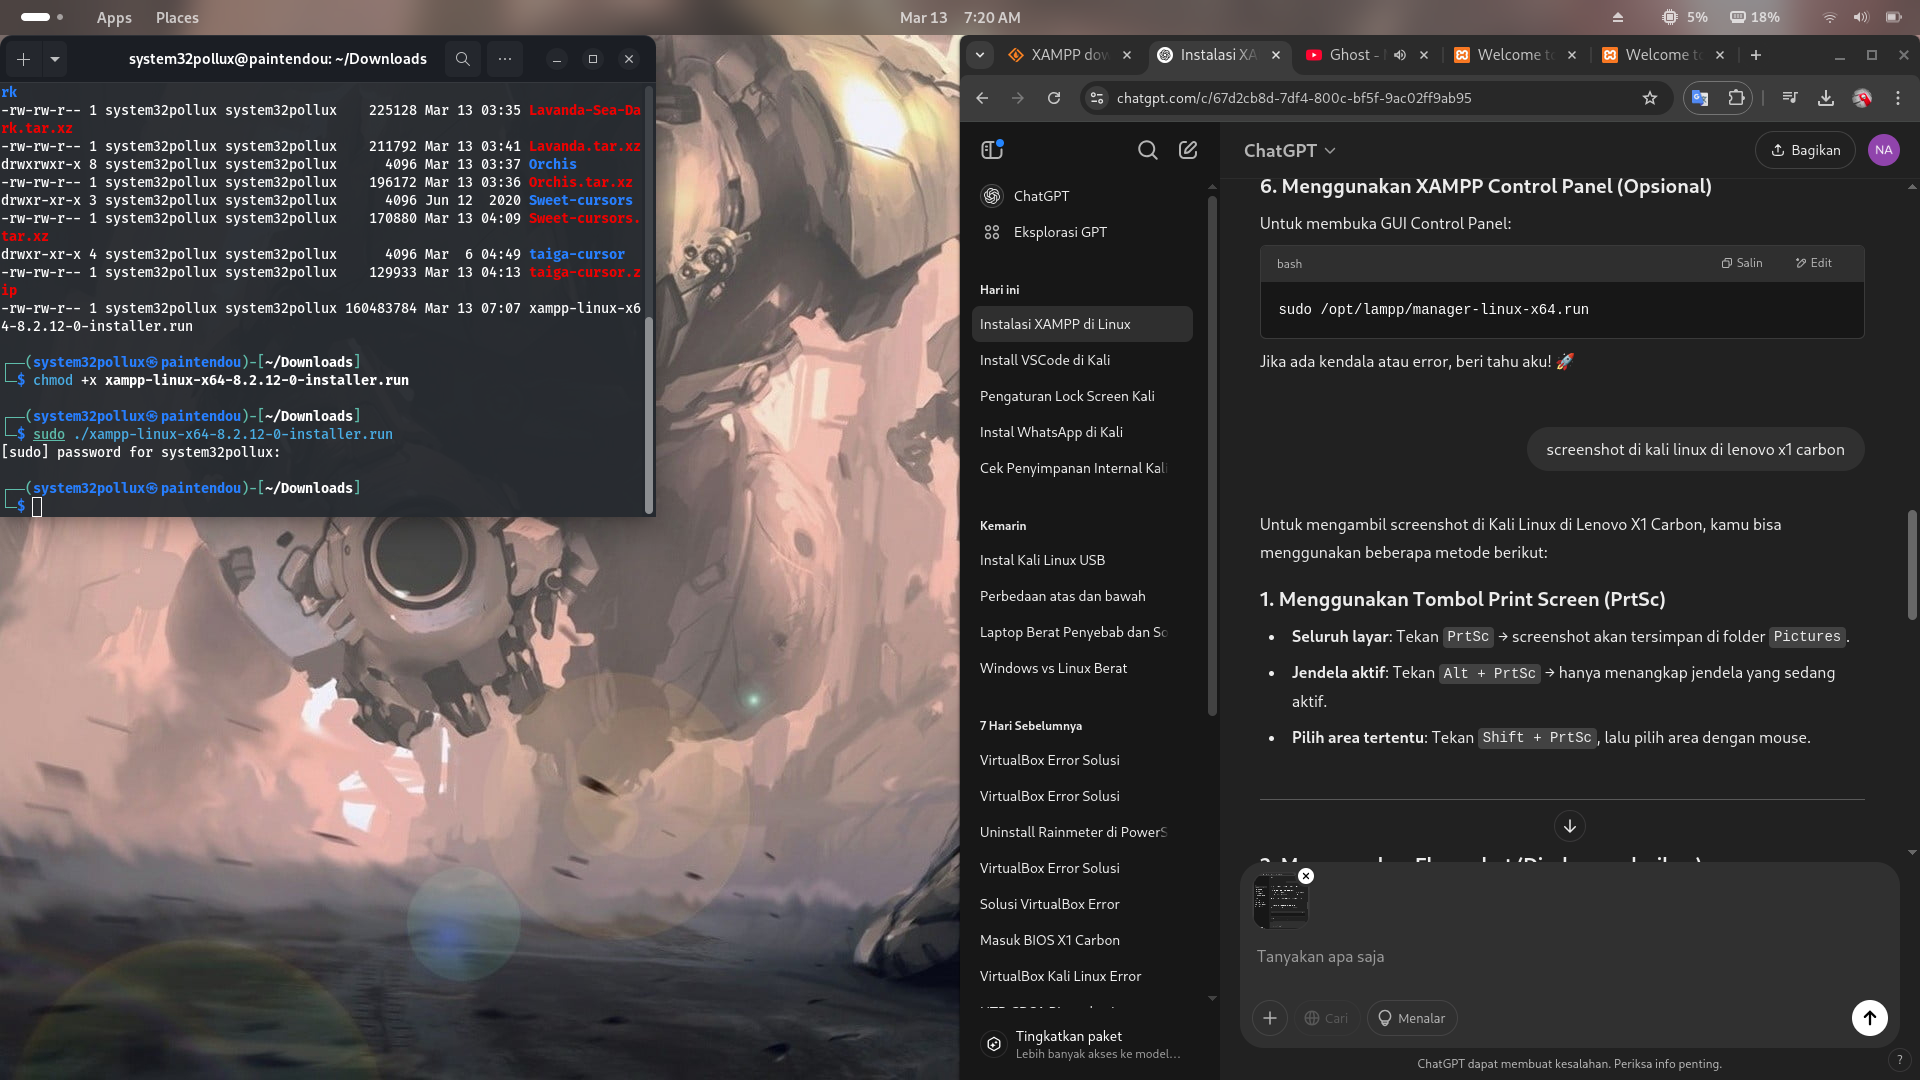 Apps Places
Mar 13 7:20 AM
5% 18%
system32pollux@paintendou: ~/Downloads
rk
-rw-rw-r-- 1 system32pollux system32pollux 225128 Mar 13 03:35 Lavanda-Sea-Da
rk.tar.xz
-rw-rw-r-- 1 system32pollux system32pollux 211792 Mar 13 03:41 Lavanda.tar.xz
drwxrwxr-x 8 system32pollux system32pollux 4096 Mar 13 03:37 Orchis
-rw-rw-r-- 1 system32pollux system32pollux 196172 Mar 13 03:36 Orchis.tar.xz
drwxr-xr-x 3 system32pollux system32pollux 4096 Jun 12 2020 Sweet-cursors
-rw-rw-r-- 1 system32pollux system32pollux 170880 Mar 13 04:09 Sweet-cursors.
tar.xz
drwxr-xr-x 4 system32pollux system32pollux 4096 Mar 6 04:49 taiga-cursor
-rw-rw-r-- 1 system32pollux system32pollux 129933 Mar 13 04:13 taiga-cursor.z
ip
-rw-rw-r-- 1 system32pollux system32pollux 160483784 Mar 13 07:07 xampp-linux-x6
4-8.2.12-0-installer.run
(system32pollux㉿paintendou)-[~/Downloads]
$ chmod +x xampp-linux-x64-8.2.12-0-installer.run
(system32pollux㉿paintendou)-[~/Downloads]
$ sudo ./xampp-linux-x64-8.2.12-0-installer.run
[sudo] password for system32pollux:
(system32pollux㉿paintendou)-[~/Downloads]
$
XAMPP dow
Instalasi XA
Ghost -
Welcome to
Welcome to
chatgpt.com/c/67d2cb8d-7df4-800c-bf5f-9ac02ff9ab95
ChatGPT
Eksplorasi GPT
Hari ini
Instalasi XAMPP di Linux
Install VSCode di Kali
Pengaturan Lock Screen Kali
Instal WhatsApp di Kali
Cek Penyimpanan Internal Kali
Kemarin
Instal Kali Linux USB
Perbedaan atas dan bawah
Laptop Berat Penyebab dan So
Windows vs Linux Berat
7 Hari Sebelumnya
VirtualBox Error Solusi
VirtualBox Error Solusi
Uninstall Rainmeter di PowerS
VirtualBox Error Solusi
Solusi VirtualBox Error
Masuk BIOS X1 Carbon
VirtualBox Kali Linux Error
Tingkatkan paket
Lebih banyak akses ke model...
ChatGPT
Bagikan
NA
6. Menggunakan XAMPP Control Panel (Opsional)
Untuk membuka GUI Control Panel:
bash
Salin
Edit
sudo /opt/lampp/manager-linux-x64.run
Jika ada kendala atau error, beri tahu aku! 🚀
screenshot di kali linux di lenovo x1 carbon
Untuk mengambil screenshot di Kali Linux di Lenovo X1 Carbon, kamu bisa
menggunakan beberapa metode berikut:
1. Menggunakan Tombol Print Screen (PrtSc)
• Seluruh layar: Tekan PrtSc → screenshot akan tersimpan di folder Pictures.
• Jendela aktif: Tekan Alt + PrtSc → hanya menangkap jendela yang sedang
aktif.
• Pilih area tertentu: Tekan Shift + PrtSc, lalu pilih area dengan mouse.
Tanyakan apa saja
Cari
Menalar
ChatGPT dapat membuat kesalahan. Periksa info penting.
?